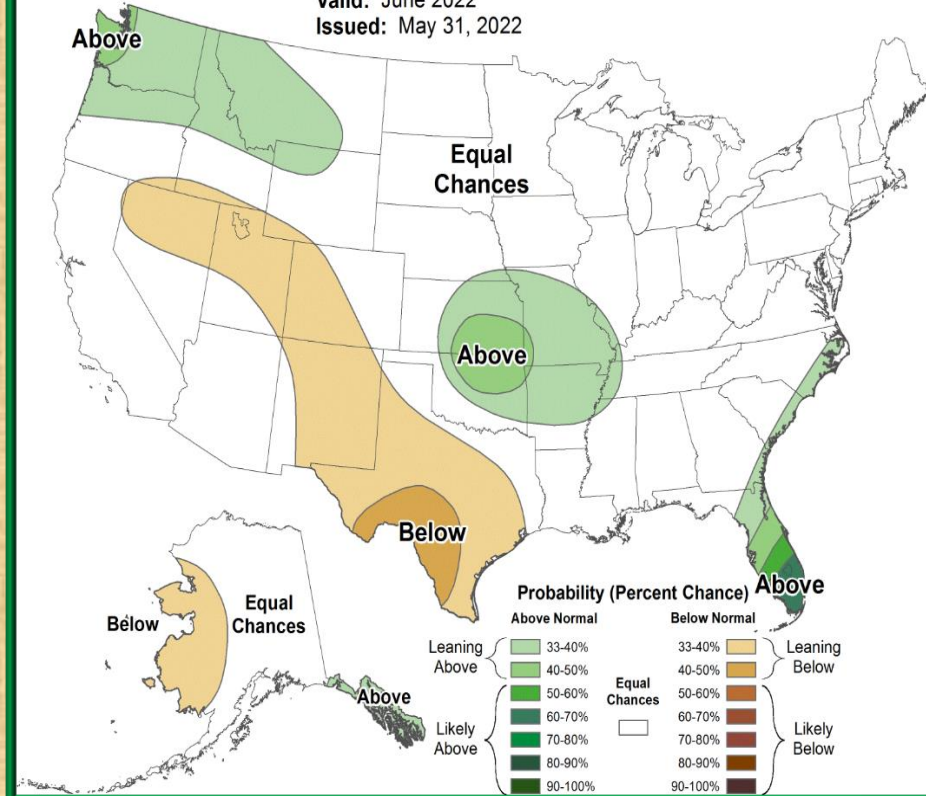 Valid: June 2022
Issued: May 31, 2022
Above
Equal
Chances
Above
Below
Below
Equal
Chances
Above
Above
Probability (Percent Chance)
Above Normal
Below Normal
Leaning
Above
33-40%
40-50%
Likely
Above
50-60%
60-70%
70-80%
80-90%
90-100%
Equal
Chances
33-40%
40-50%
Leaning
Below
50-60%
60-70%
70-80%
80-90%
90-100%
Likely
Below